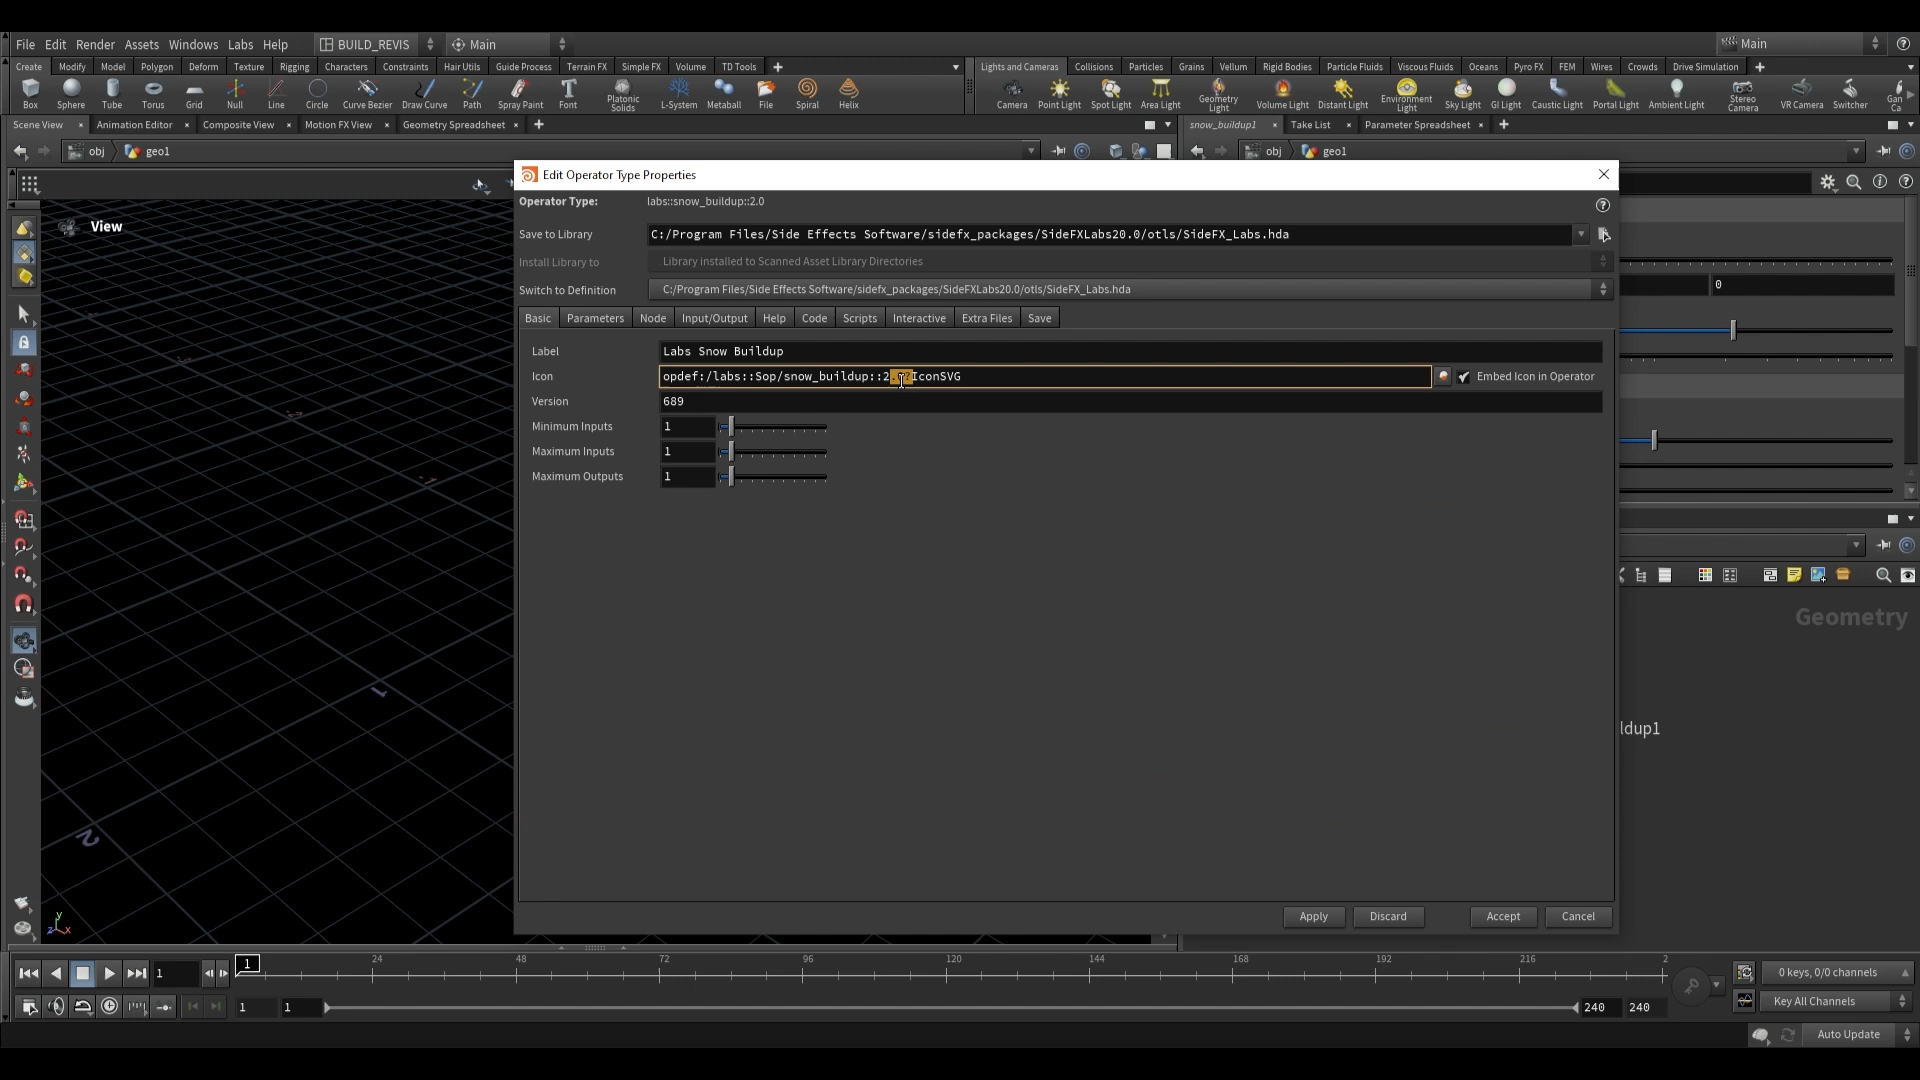 File Edit Render Assets Windows Labs Help BUILD_REVIS Main Main
Create Modify Model Polygon Deform Texture Rigging Characters Constraints Hair Utils Guide Process Terrain FX Simple FX Volume TD Tools Lights and Cameras Collisions Particles Grains Vellum Rigid Bodies Particle Fluids Viscous Fluids Oceans Pyro FX FEM Wires Crowds Drive Simulation
Box Sphere Tube Torus Grid Null Line Circle Curve Bezier Draw Curve Path Spray Paint Font Platonic Solids L-System Metaball File Spiral Helix Camera Point Light Spot Light Area Light Geometry Light Volume Light Distant Light Environment Light Sky Light GI Light Caustic Light Portal Light Ambient Light Stereo Camera VR Camera Switcher Gan Ca
Scene View Animation Editor Composite View Motion FX View Geometry Spreadsheet snow_buildup1 Take List Parameter Spreadsheet
obj geo1 obj geo1
Edit Operator Type Properties
View
Operator Type: labs::snow_buildup::2.0
Save to Library C:/Program Files/Side Effects Software/sidefx_packages/SideFXLabs20.0/otls/SideFX_Labs.hda
Install Library to Library installed to Scanned Asset Library Directories
Switch to Definition C:/Program Files/Side Effects Software/sidefx_packages/SideFXLabs20.0/otls/SideFX_Labs.hda
0
Basic Parameters Node Input/Output Help Code Scripts Interactive Extra Files Save
Label Labs Snow Buildup
Icon opdef:/labs::Sop/snow_buildup::2 IconSVG Embed Icon in Operator
Version 689
Minimum Inputs 1
Maximum Inputs 1
Maximum Outputs 1
Geometry
ldup1
1
2
Apply Discard Accept Cancel
1 1 24 48 72 96 120 144 168 192 216 2 0 keys, 0/0 channels
1 1 240 240 Key All Channels
Auto Update